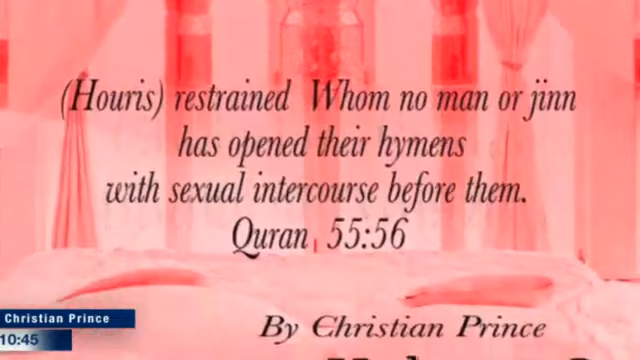 (Houris) restrained Whom no man or jinn
has opened their hymens
with sexual intercourse before them.
Quran 55:56
By Christian Prince
Christian Prince
10:45